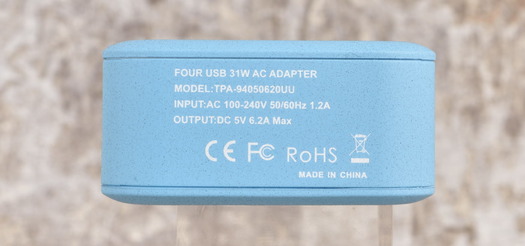 FOUR USB 31W AC ADAPTER
MODEL:TPA-94050620UU
INPUT:AC 100-240V 50/60Hz 1.2A
OUTPUT:DC 5V 6.2A Max
CE FC RoHS
MADE IN CHINA